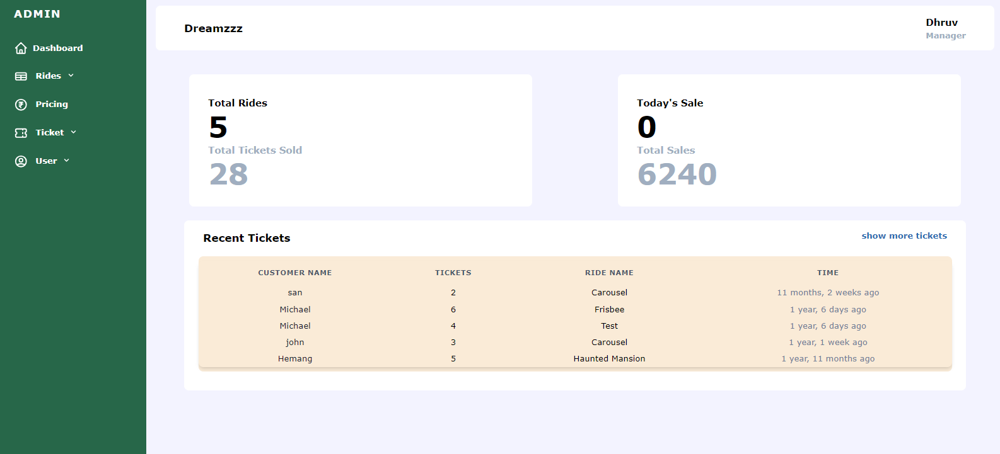 ADMIN
Dashboard
Rides
Pricing
Ticket
User
Dreamzzz
Dhruv
Manager
Total Rides
5
Total Tickets Sold
28
Today's Sale
0
Total Sales
6240
Recent Tickets
show more tickets
CUSTOMER NAME TICKETS RIDE NAME TIME
san 2 Carousel 11 months, 2 weeks ago
Michael 6 Frisbee 1 year, 6 days ago
Michael 4 Test 1 year, 6 days ago
john 3 Carousel 1 year, 1 week ago
Hemang 5 Haunted Mansion 1 year, 11 months ago